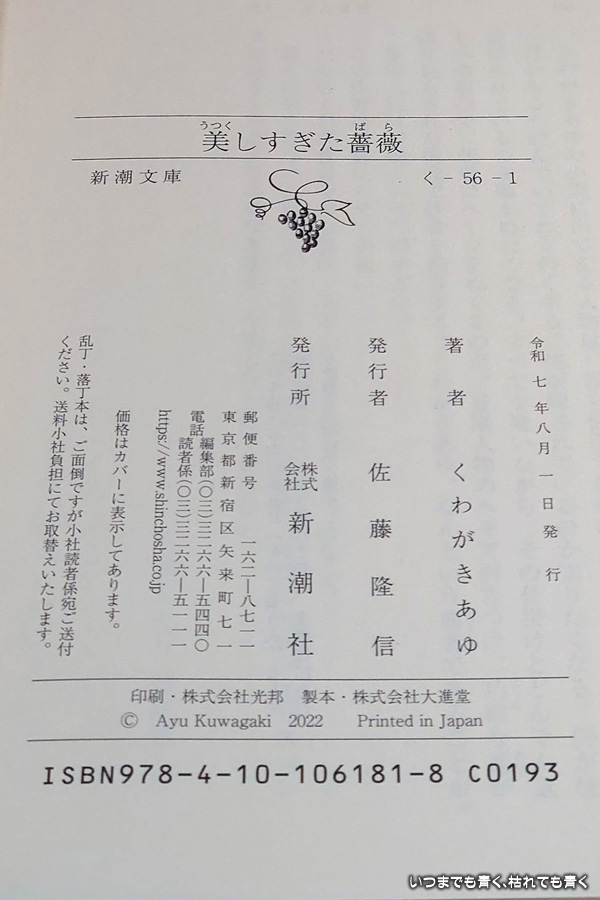 美しすぎた薔薇
うつく
ばら
新潮文庫
く-56-1
令和七年八月一日発行
著者 くわがきあゆ
発行者 佐藤隆信
発行所 株式会社 新潮社
郵便番号 一六二-八七一一
東京都新宿区矢来町七一
電話 編集部(〇三)三二六六-五四四〇
読者係(〇三)三二六六-五一一一
https://www.shinchosha.co.jp
価格はカバーに表示してあります。
乱丁・落丁本は、ご面倒ですが小社読者係宛ご送付
ください。送料小社負担にてお取替えいたします。
印刷・株式会社光邦 製本・株式会社大進堂
© Ayu Kuwagaki 2022 Printed in Japan
ISBN978-4-10-106181-8 C0193
いつまでも青く、枯れても青く